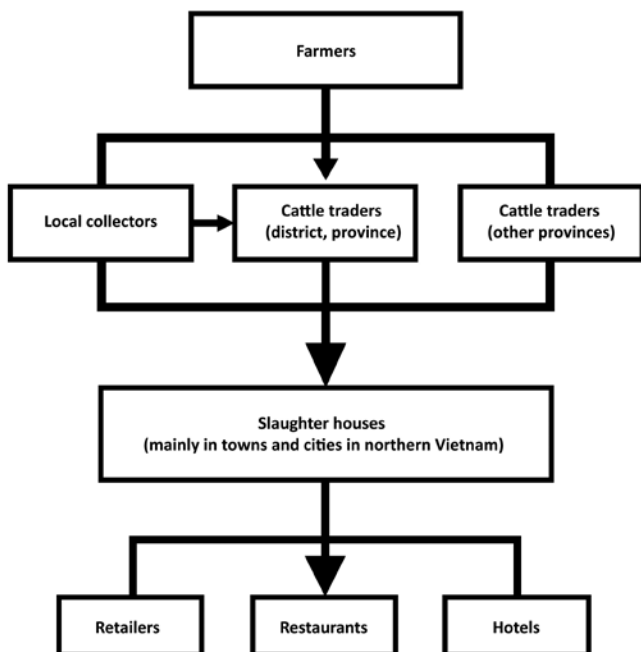 Farmers
Local collectors
Cattle traders
(district, province)
Cattle traders
(other provinces)
Slaughter houses
(mainly in towns and cities in northern Vietnam)
Retailers
Restaurants
Hotels